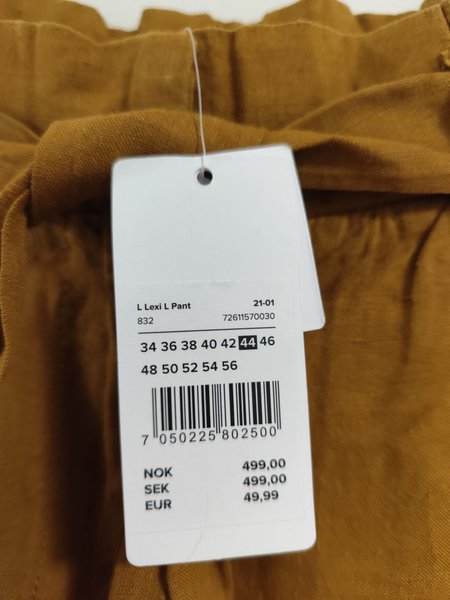 L Lexi L Pant 21-01
832 72611570030
34 36 38 40 42 44 46
48 50 52 54 56
7 050225 802500
NOK 499,00
SEK 499,00
EUR 49,99